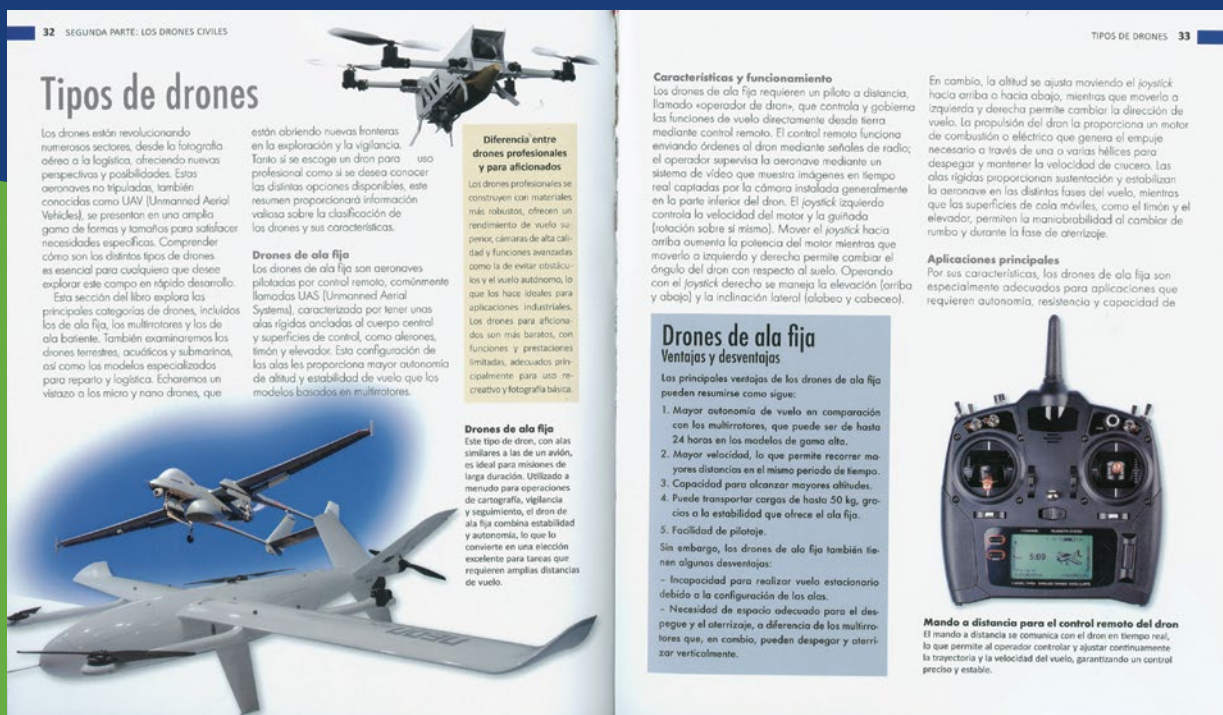 32 SEGUNDA PARTE: LOS DRONES CIVILES
Tipos de drones
Los drones están revolucionando
numerosos sectores, desde la fotografía
aérea a la logística, ofreciendo nuevas
perspectivas y posibilidades. Estas
aeronaves no tripuladas, también
conocidas como UAV (Unmanned Aerial
Vehicles), se presentan en una amplia
gama de formas y tamaños para satisfacer
necesidades específicas. Comprender
cómo son los distintos tipos de drones
es esencial para cualquiera que desee
explorar este campo en rápido desarrollo.
Esta sección del libro explora las
principales categorías de drones, incluidos
los de ala fija, los multirrotores y los de
ala batiente. También examinaremos los
drones terrestres, acuáticos y submarinos,
así como los modelos especializados
para reparto y logística. Echaremos un
vistazo a los micro y nano drones, que
están abriendo nuevas fronteras
en la exploración y la vigilancia.
Tanto si se escoge un dron para uso
profesional como si se desea conocer
las distintas opciones disponibles, este
resumen proporcionará información
valiosa sobre la clasificación de
los drones y sus características.
Drones de ala fija
Los drones de ala fija son aeronaves
pilotadas por control remoto, comúnmente
llamadas UAS (Unmanned Aerial
Systems), caracterizada por tener unas
alas rígidas ancladas al cuerpo central
y superficies de control, como alerones,
timón y elevador. Esta configuración de
las alas les proporciona mayor autonomía
de altitud y estabilidad de vuelo que los
modelos basados en multirrotores.
Diferencia entre
drones profesionales
y para aficionados
Los drones profesionales se
construyen con materiales
más robustos, ofrecen un
rendimiento de vuelo su-
perior, cámaras de alta cali-
dad y funciones avanzadas
como la de evitar obstácu-
los y el vuelo autónomo, lo
que los hace ideales para
aplicaciones industriales.
Los drones para aficiona-
dos son más baratos, con
funciones y prestaciones
limitadas, adecuados prin-
cipalmente para uso re-
creativo y fotografía básica.
Drones de ala fija
Este tipo de dron, con alas
similares a las de un avión,
es ideal para misiones de
larga duración. Utilizado a
menudo para operaciones
de cartografía, vigilancia
y seguimiento, el dron de
ala fija combina estabilidad
y autonomía, lo que lo
convierte en una elección
excelente para tareas que
requieren amplias distancias
de vuelo.
TIPOS DE DRONES 33
Características y funcionamiento
Los drones de ala fija requieren un piloto a distancia,
llamado «operador de dron», que controla y gobierna
las funciones de vuelo directamente desde tierra
mediante control remoto. El control remoto funciona
enviando órdenes al dron mediante señales de radio;
el operador supervisa la aeronave mediante un
sistema de vídeo que muestra imágenes en tiempo
real captadas por la cámara instalada generalmente
en la parte inferior del dron. El joystick izquierdo
controla la velocidad del motor y la guiñada
(rotación sobre sí mismo). Mover el joystick hacia
arriba aumenta la potencia del motor mientras que
moverlo a izquierda y derecha permite cambiar el
ángulo del dron con respecto al suelo. Operando
con el joystick derecho se maneja la elevación (arriba
y abajo) y la inclinación lateral (alabeo y cabeceo).
En cambio, la altitud se ajusta moviendo el joystick
hacia arriba o hacia abajo, mientras que moverlo a
izquierda y derecha permite cambiar la dirección de
vuelo. La propulsión del dron la proporciona un motor
de combustión o eléctrico que genera el empuje
necesario a través de una o varias hélices para
despegar y mantener la velocidad de crucero. Las
alas rígidas proporcionan sustentación y estabilizan
la aeronave en las distintas fases del vuelo, mientras
que las superficies de cola móviles, como el timón y el
elevador, permiten la maniobrabilidad al cambiar de
rumbo y durante la fase de aterrizaje.
Aplicaciones principales
Por sus características, los drones de ala fija son
especialmente adecuados para aplicaciones que
requieren autonomía, resistencia y capacidad de
Drones de ala fija
Ventajas y desventajas
Las principales ventajas de los drones de ala fija
pueden resumirse como sigue:
1. Mayor autonomía de vuelo en comparación
con los multirrotores, que puede ser de hasta
24 horas en los modelos de gama alta.
2. Mayor velocidad, lo que permite recorrer ma-
yores distancias en el mismo periodo de tiempo.
3. Capacidad para alcanzar mayores altitudes.
4. Puede transportar cargas de hasta 50 kg, gra-
cias a la estabilidad que ofrece el ala fija.
5. Facilidad de pilotaje.
Sin embargo, los drones de ala fija también tie-
nen algunas desventajas:
– Incapacidad para realizar vuelo estacionario
debido a la configuración de las alas.
– Necesidad de espacio adecuado para el des-
pegue y el aterrizaje, a diferencia de los multirro-
tores que, en cambio, pueden despegar y aterri-
zar verticalmente.
5:00
Mando a distancia para el control remoto del dron
El mando a distancia se comunica con el dron en tiempo real,
lo que permite al operador controlar y ajustar continuamente
la trayectoria y la velocidad del vuelo, garantizando un control
preciso y estable.